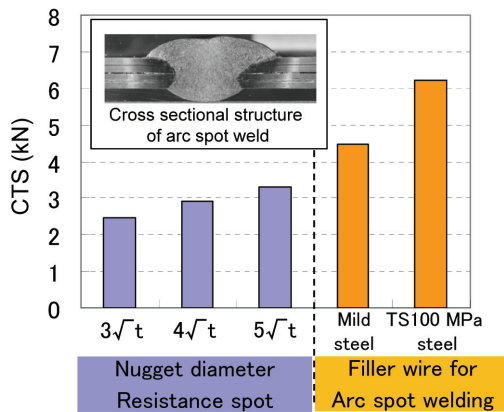 8
7
6
5
4
3
2
1
0
CTS (kN)
Cross sectional structure
of arc spot weld
3√t
4√t
5√t
Mild
steel
TS100 MPa
steel
Nugget diameter
Resistance spot
Filler wire for
Arc spot welding